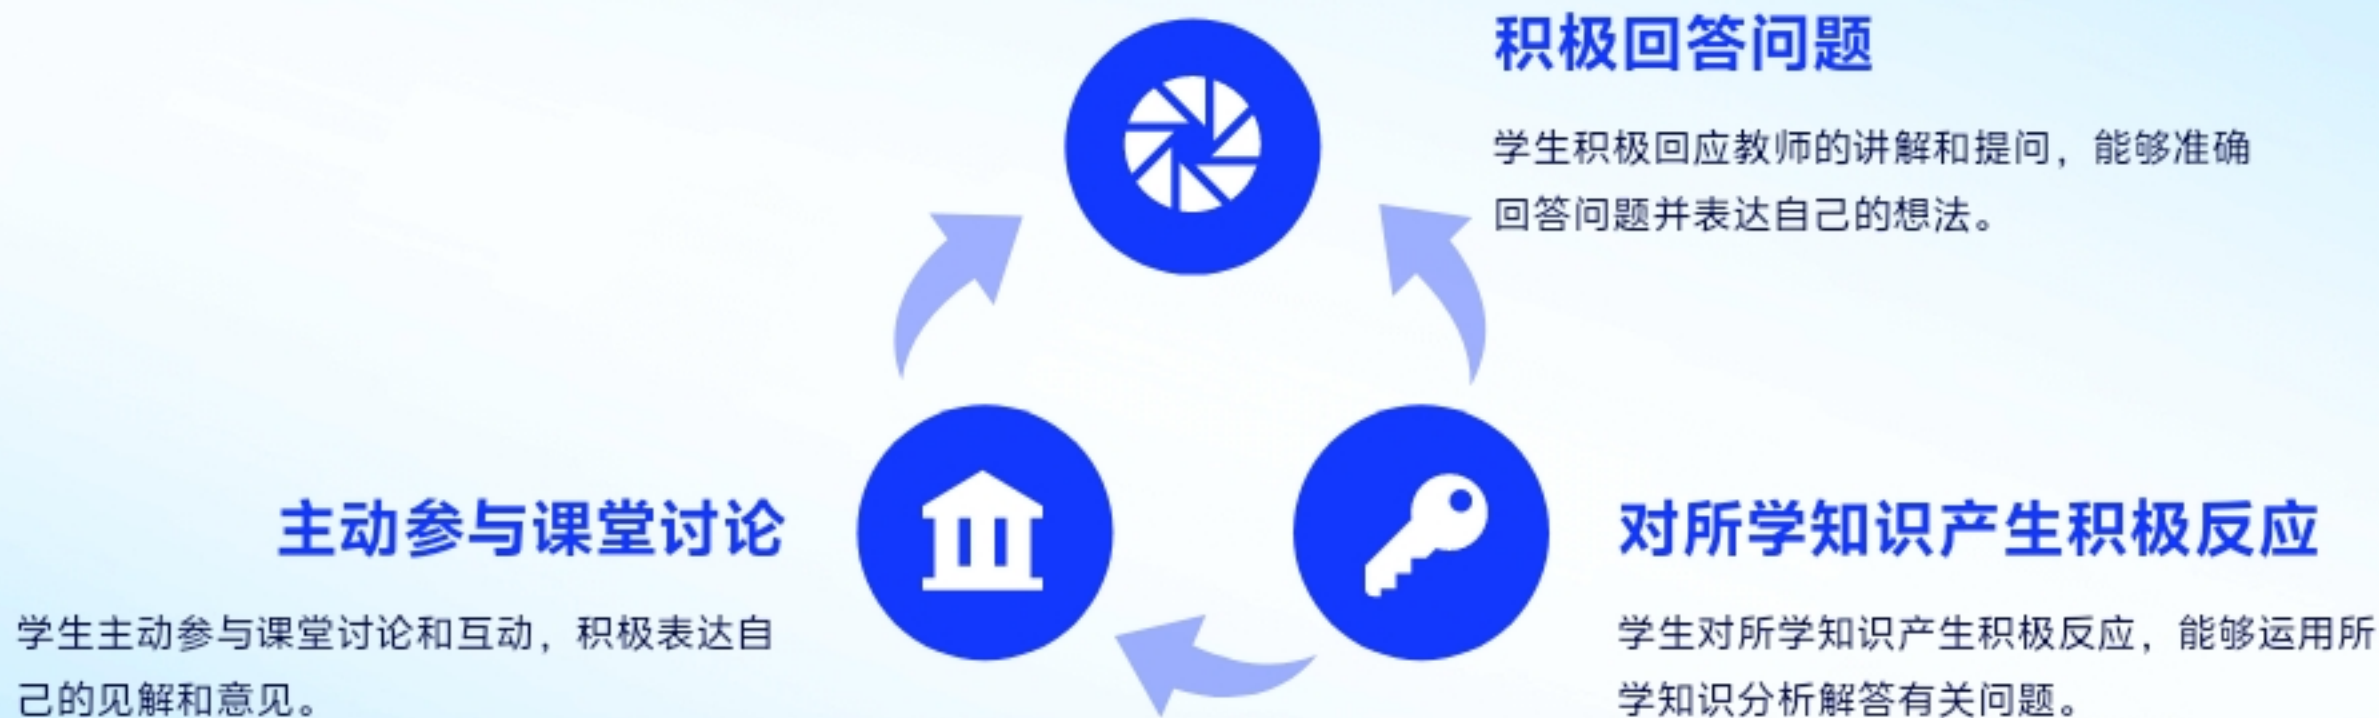 积极回答问题
学生积极回应教师的讲解和提问，能够准确
回答问题并表达自己的想法。
主动参与课堂讨论
学生主动参与课堂讨论和互动，积极表达自
己的见解和意见。
对所学知识产生积极反应
学生对所学知识产生积极反应，能够运用所
学知识分析解答有关问题。